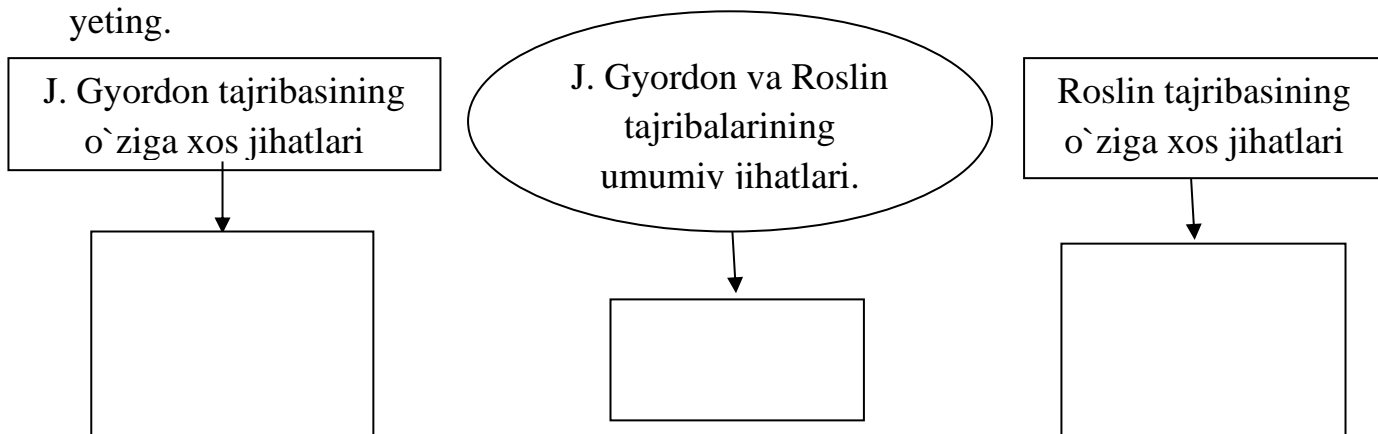 yeting.
J. Gyordon tajribasining
o`ziga xos jihatlari
J. Gyordon va Roslin
tajribalarining
umumiy jihatlari.
Roslin tajribasining
o`ziga xos jihatlari